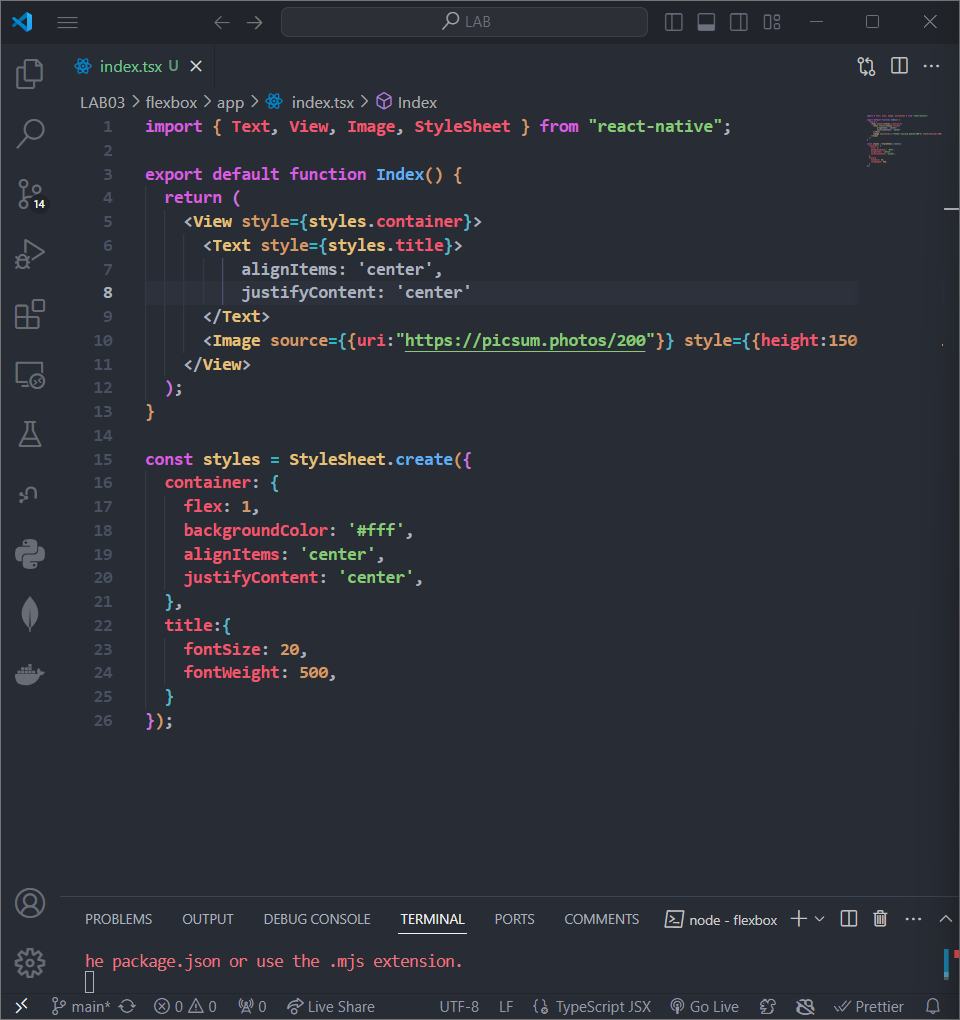 LAB
index.tsx U
LAB03 > flexbox > app > index.tsx > Index
1 import { Text, View, Image, StyleSheet } from "react-native";
2
3 export default function Index() {
4 return (
5 <View style={styles.container}>
6 <Text style={styles.title}>
7 alignItems: 'center',
8 justifyContent: 'center'
9 </Text>
10 <Image source={{uri:"https://picsum.photos/200"}} style={{height:150
11 </View>
12 );
13 }
14
15 const styles = StyleSheet.create({
16 container: {
17 flex: 1,
18 backgroundColor: '#fff',
19 alignItems: 'center',
20 justifyContent: 'center',
21 },
22 title:{
23 fontSize: 20,
24 fontWeight: 500,
25 }
26 });
14
PROBLEMS OUTPUT DEBUG CONSOLE TERMINAL PORTS COMMENTS node - flexbox
he package.json or use the .mjs extension.
main* 0 0 0 Live Share UTF-8 LF TypeScript JSX Go Live Prettier